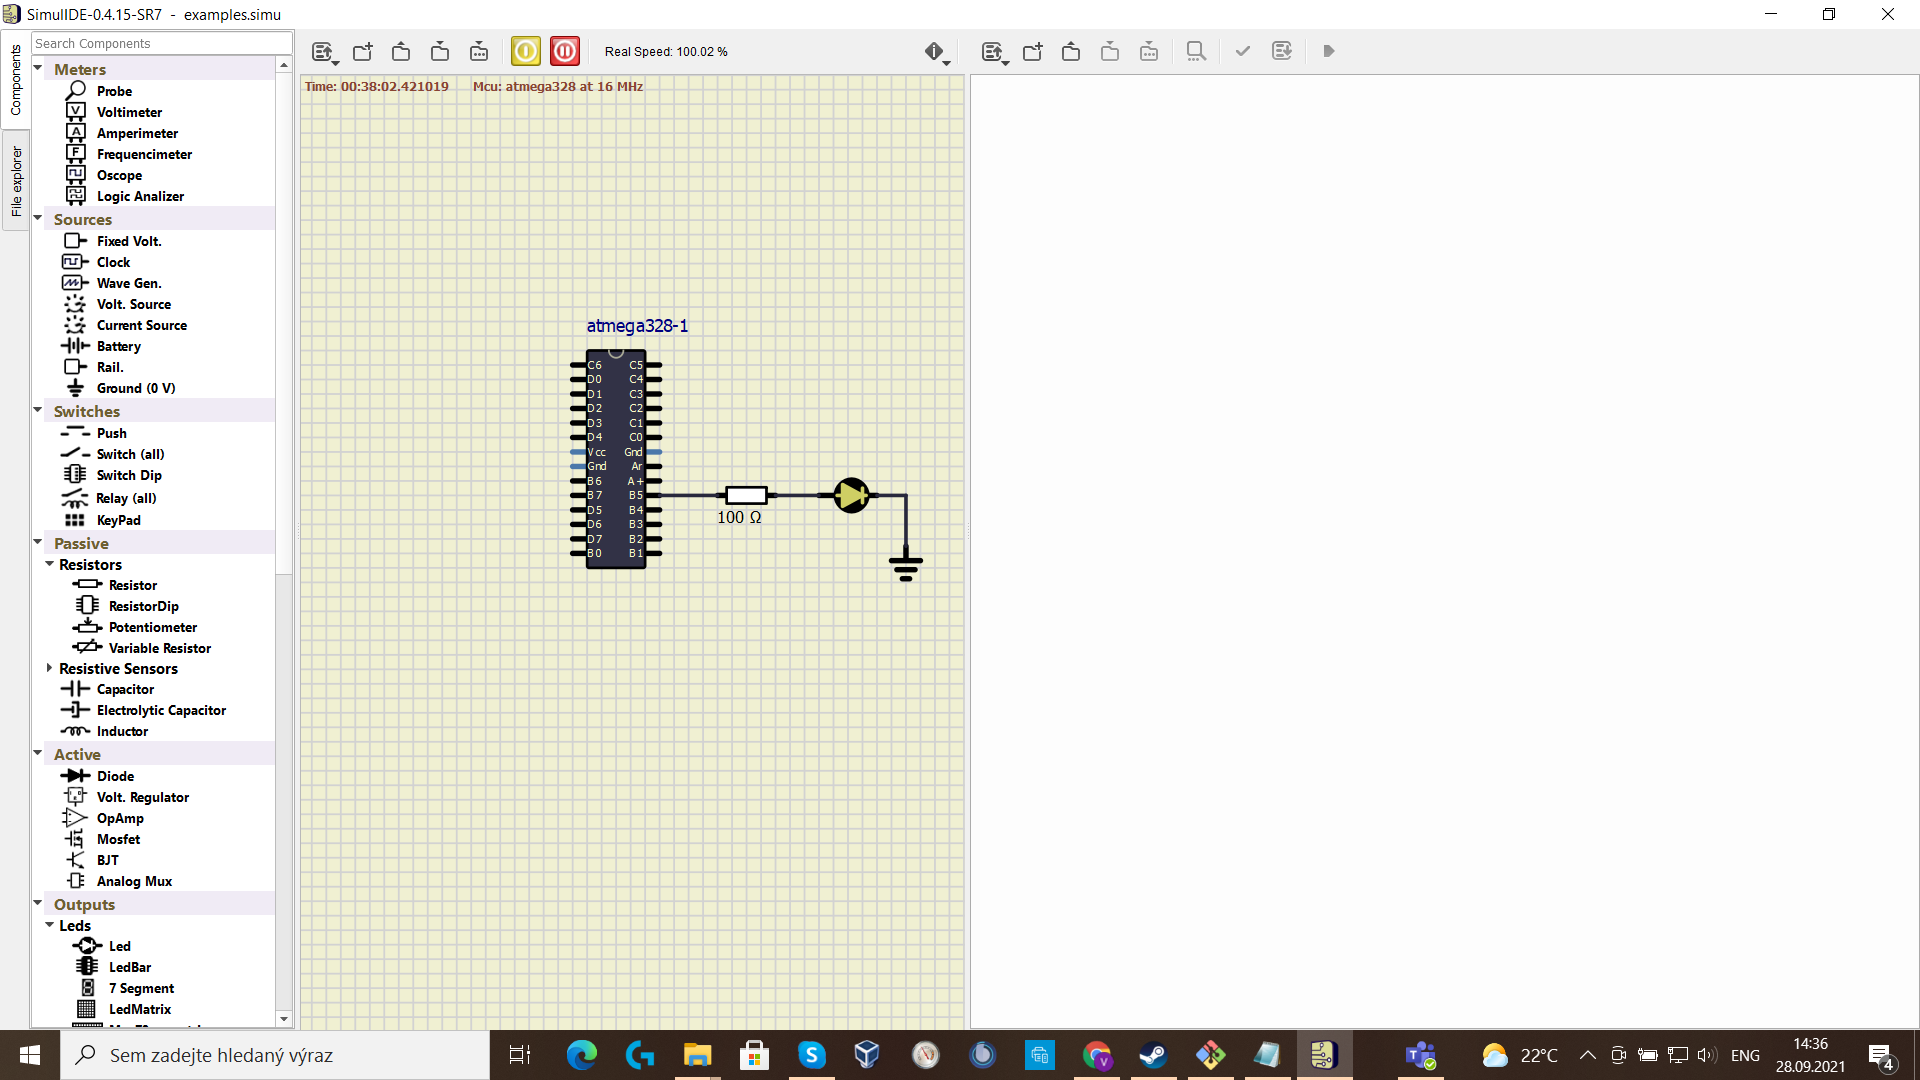 SimulIDE-0.4.15-SR7 - examples.simu
Components
File explorer
Search Components
Meters
Probe
Voltimeter
Amperimeter
Frequencimeter
Oscope
Logic Analizer
Sources
Fixed Volt.
Clock
Wave Gen.
Volt. Source
Current Source
Battery
Rail.
Ground (0 V)
Switches
Push
Switch (all)
Switch Dip
Relay (all)
KeyPad
Passive
Resistors
Resistor
ResistorDip
Potentiometer
Variable Resistor
Resistive Sensors
Capacitor
Electrolytic Capacitor
Inductor
Active
Diode
Volt. Regulator
OpAmp
Mosfet
BJT
Analog Mux
Outputs
Leds
Led
LedBar
7 Segment
LedMatrix
Real Speed: 100.02 %
Time: 00:38:02.421019 Mcu: atmega328 at 16 MHz
atmega328-1
C6 C5
D0 C4
D1 C3
D2 C2
D3 C1
D4 C0
Vcc Gnd
Gnd Ar
B6 A+
B7 B5
D5 B4
D6 B3
D7 B2
B0 B1
100 Ω
Sem zadejte hledaný výraz
22°C
ENG
14:36
28.09.2021
4